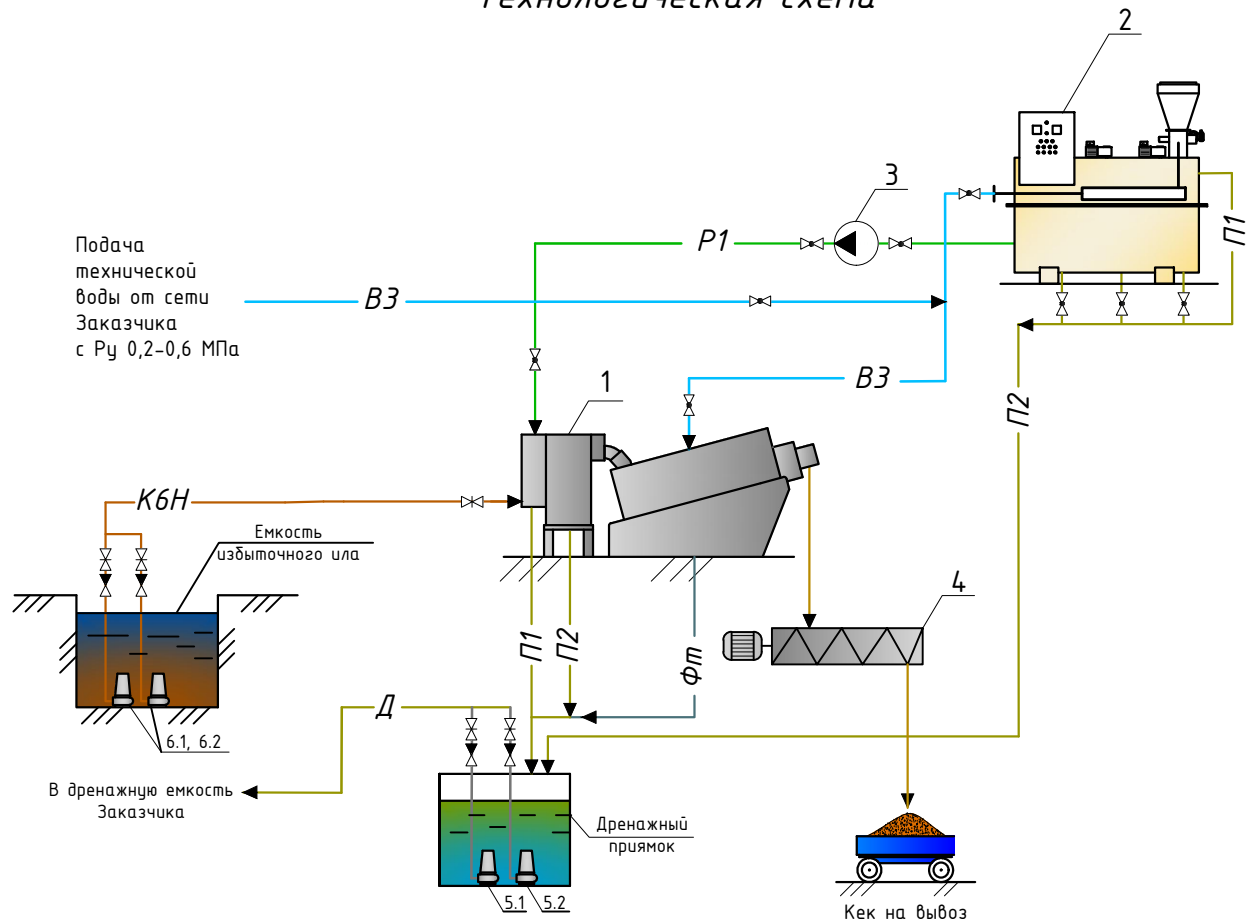 Технологическая схема
2
3
П1
Р1
Подача
технической
воды от сети
Заказчика
с Ру 0,2-0,6 МПа
В3
1
В3
П2
К6Н
Емкость
избыточного ила
4
П1
П2
Фт
Д
6.1, 6.2
В дренажную емкость
Заказчика
Дренажный
приямок
5.1
5.2
Кек на вывоз